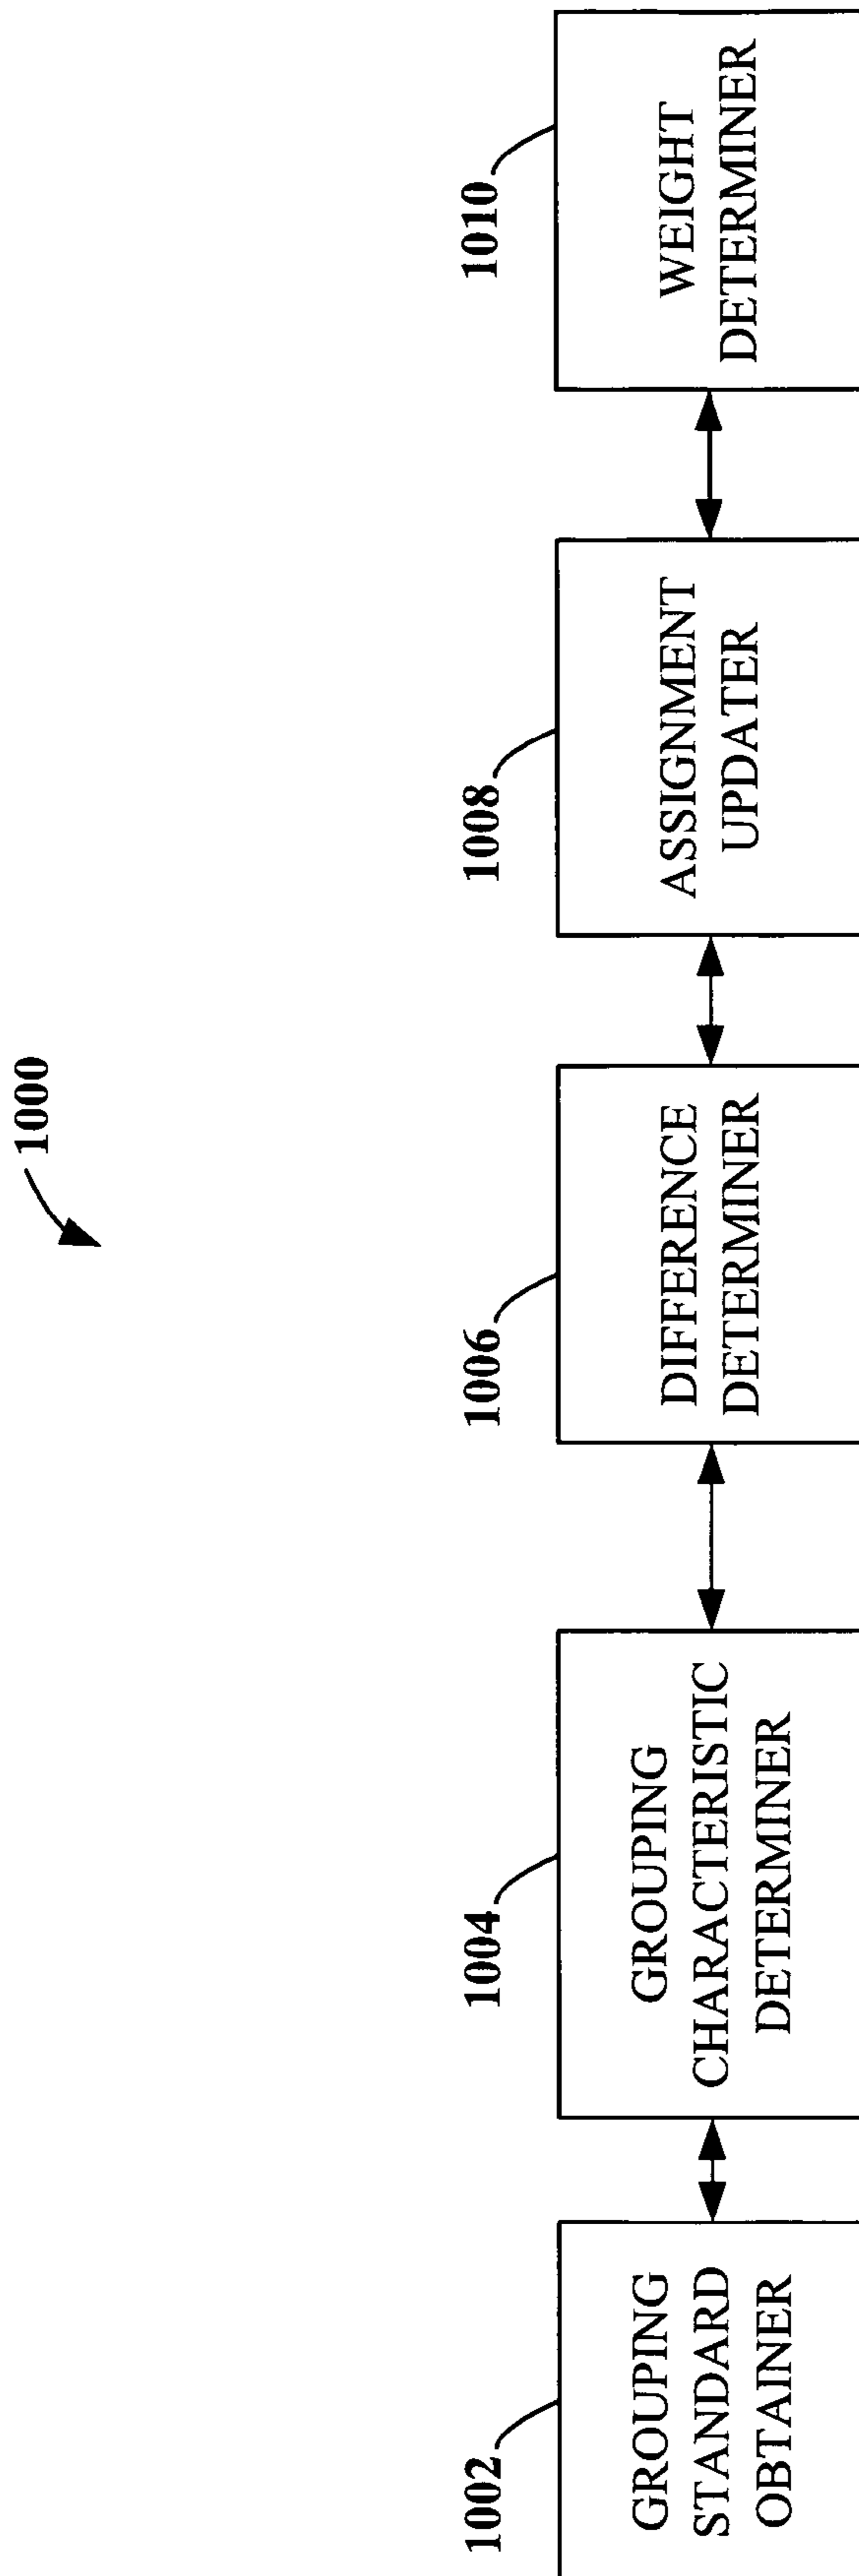 1000
1002
GROUPING
STANDARD
OBTAINER
1004
GROUPING
CHARACTERISTIC
DETERMINER
1006
DIFFERENCE
DETERMINER
1008
ASSIGNMENT
UPDATER
1010
WEIGHT
DETERMINER